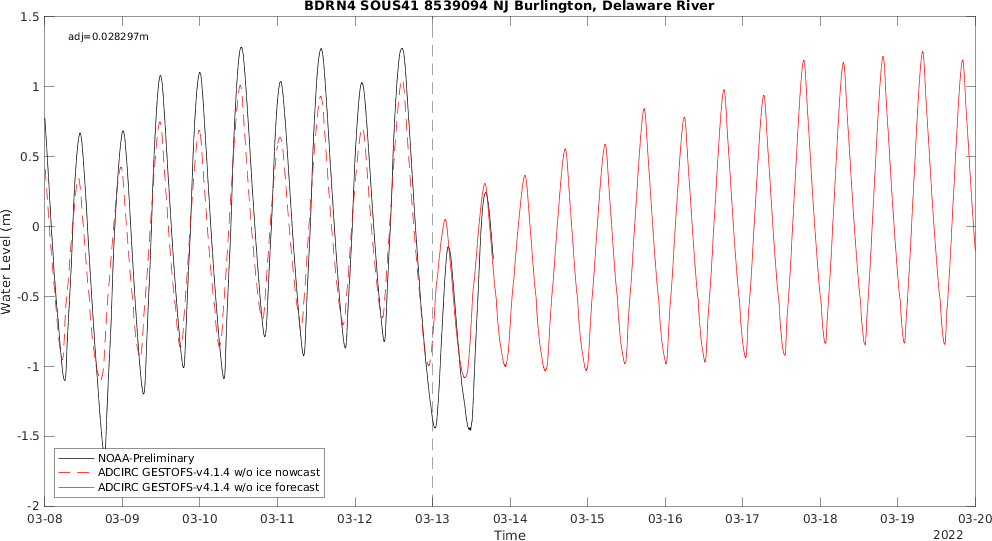 BDRN4 SOUS41 8539094 NJ Burlington, Delaware River
adj=0.028297m
1.5
1
0.5
0
-0.5
-1
-1.5
-2
Water Level (m)
NOAA-Preliminary
ADCIRC GESTOFS-v4.1.4 w/o ice nowcast
ADCIRC GESTOFS-v4.1.4 w/o ice forecast
03-08 03-09 03-10 03-11 03-12 03-13 03-14 03-15 03-16 03-17 03-18 03-19 03-20
Time
2022